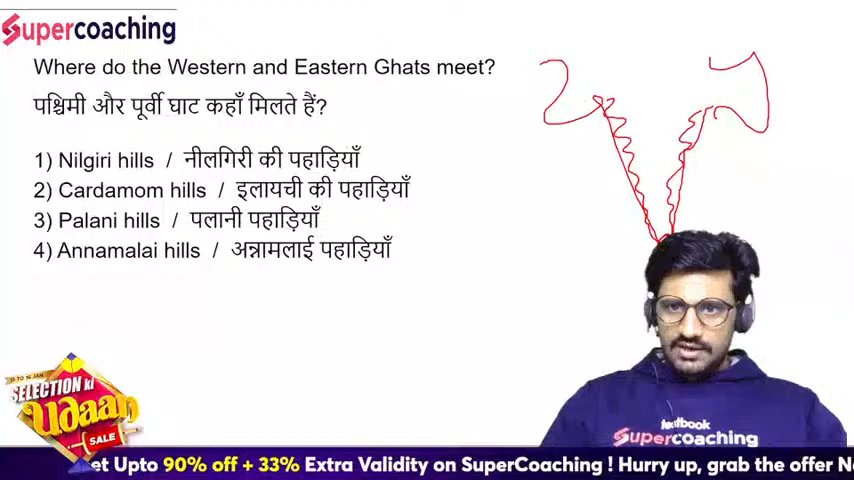 Supercoaching
Where do the Western and Eastern Ghats meet?
पश्चिमी और पूर्वी घाट कहाँ मिलते हैं?
1) Nilgiri hills / नीलगिरी की पहाड़ियाँ
2) Cardamom hills / इलायची की पहाड़ियाँ
3) Palani hills / पलानी पहाड़ियाँ
4) Annamalai hills / अन्नामलाई पहाड़ियाँ
SELECTION ki
Udaan
SALE
testbook
Supercoaching
et Upto 90% off + 33% Extra Validity on SuperCoaching ! Hurry up, grab the offer N